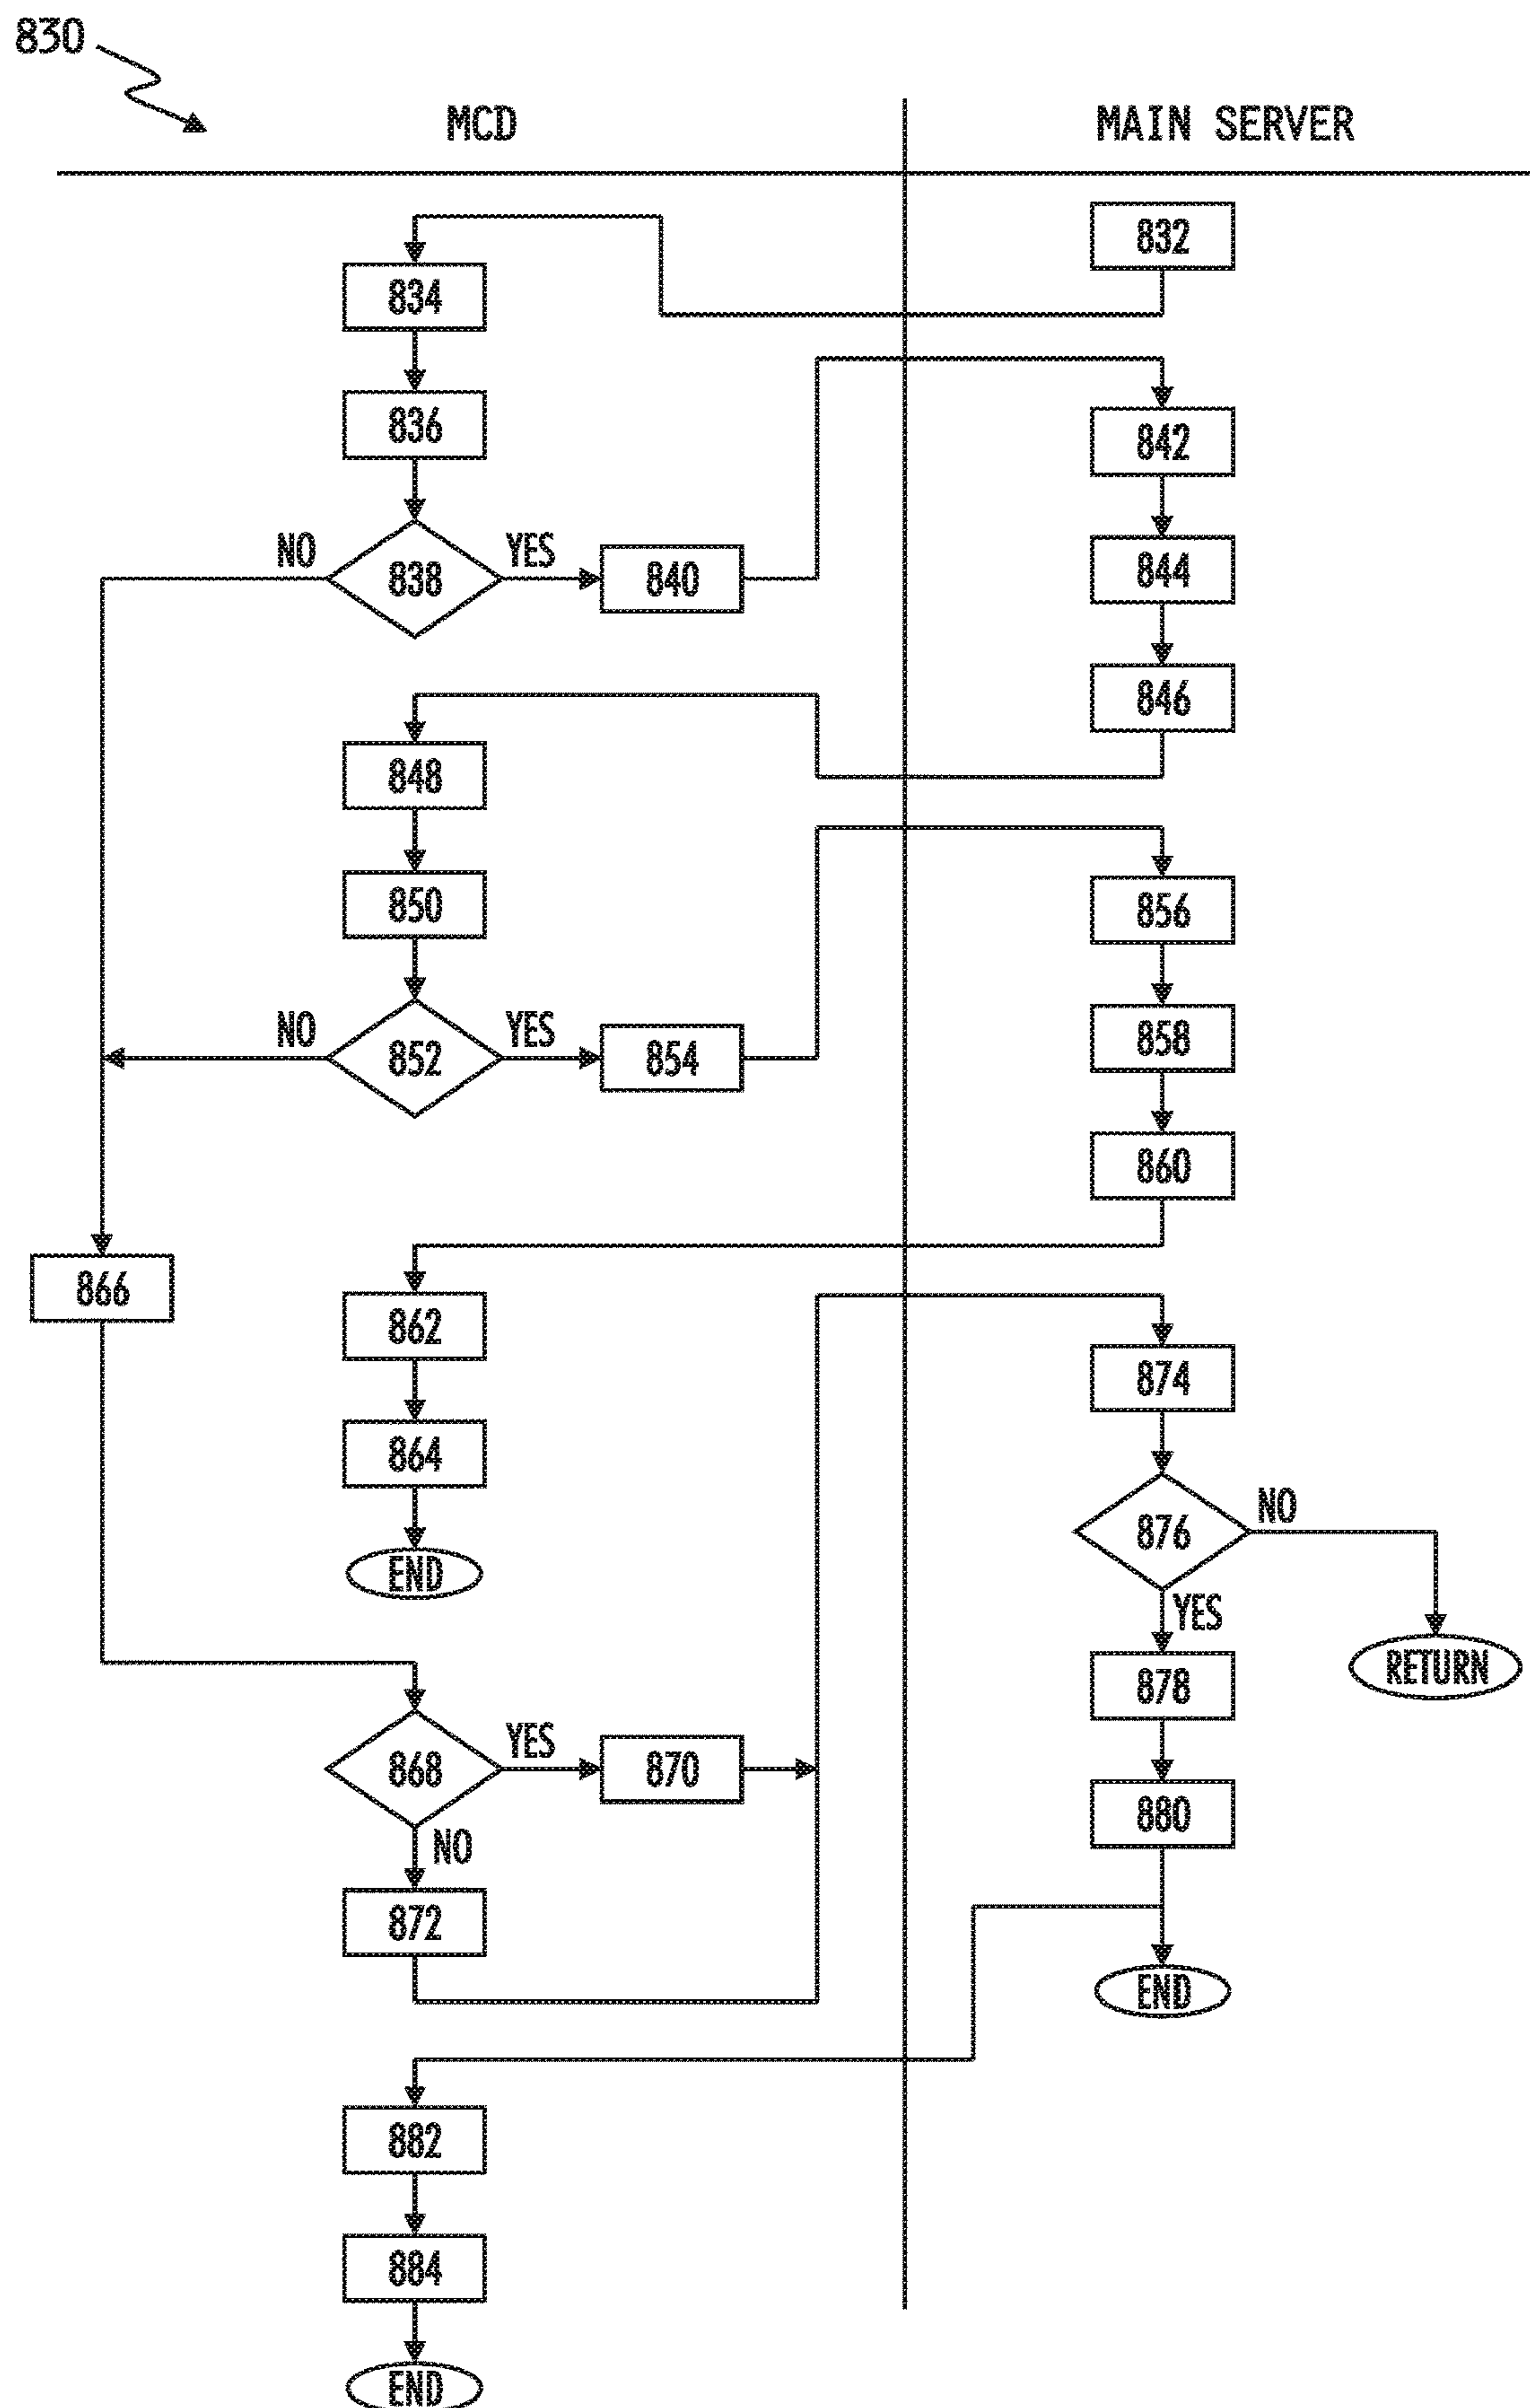 830
MCD
MAIN SERVER
832
834
836
842
NO
838
YES
840
844
846
848
850
856
NO
852
YES
854
858
860
866
862
874
864
876
NO
END
YES
RETURN
878
868
YES
870
880
NO
872
END
882
884
END